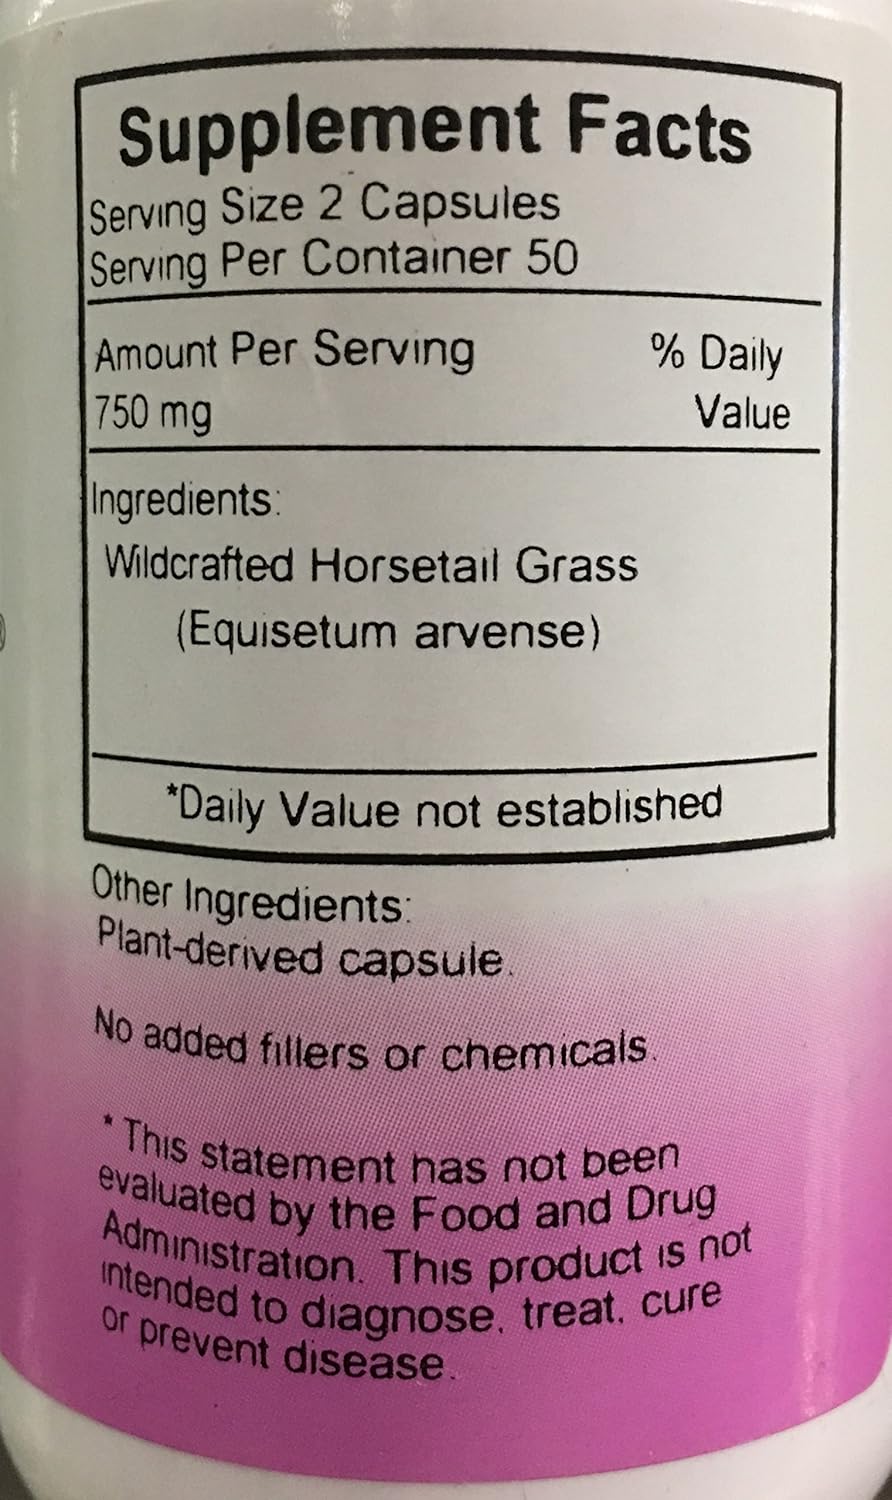 Supplement Facts
Serving Size 2 Capsules
Serving Per Container 50
Amount Per Serving % Daily
750 mg Value
Ingredients:
Wildcrafted Horsetail Grass
(Equisetum arvense)
*Daily Value not established
Other Ingredients:
Plant-derived capsule.
No added fillers or chemicals.
* This statement has not been
evaluated by the Food and Drug
Administration. This product is not
intended to diagnose, treat, cure
or prevent disease.